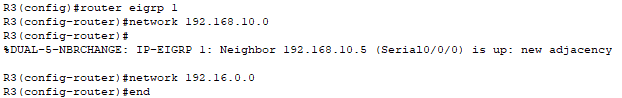 R3(config)#router eigrp 1
R3(config-router)#network 192.168.10.0
R3(config-router)#
%DUAL-5-NBRCHANGE: IP-EIGRP 1: Neighbor 192.168.10.5 (Serial0/0/0) is up: new adjacency
R3(config-router)#network 192.16.0.0
R3(config-router)#end